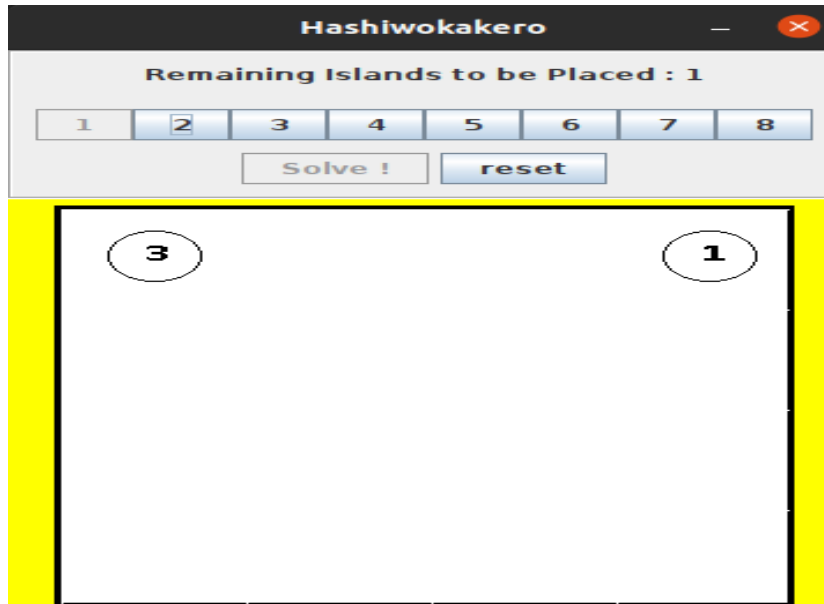 Hashiwokakero
Remaining Islands to be Placed : 1
1 2 3 4 5 6 7 8
Solve ! reset
3 1